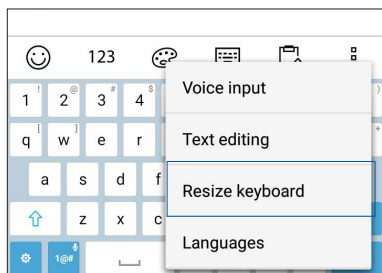 123
Voice input
1 ! 2 @ 3 # 4 $ )
Text editing
q [ w ] e r +
a s d f
Resize keyboard
z x c
Languages
1@#